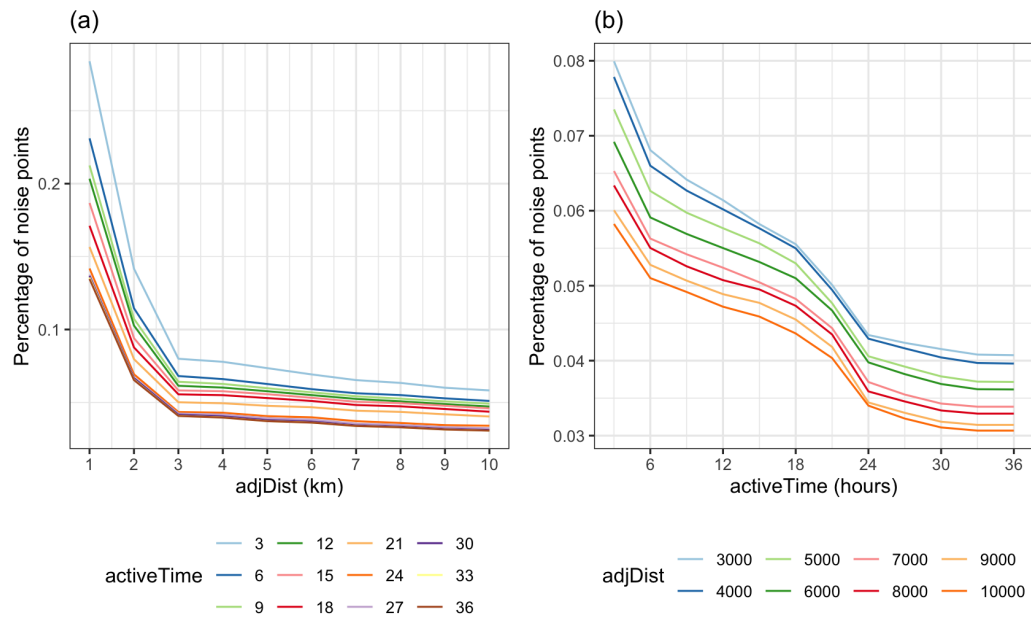 (a)
Percentage of noise points
0.2
0.1
1 2 3 4 5 6 7 8 9 10
adjDist (km)
activeTime
3 12 21 30
6 15 24 33
9 18 27 36
(b)
Percentage of noise points
0.08
0.07
0.06
0.05
0.04
0.03
6 12 18 24 30 36
activeTime (hours)
adjDist
3000 5000 7000 9000
4000 6000 8000 10000